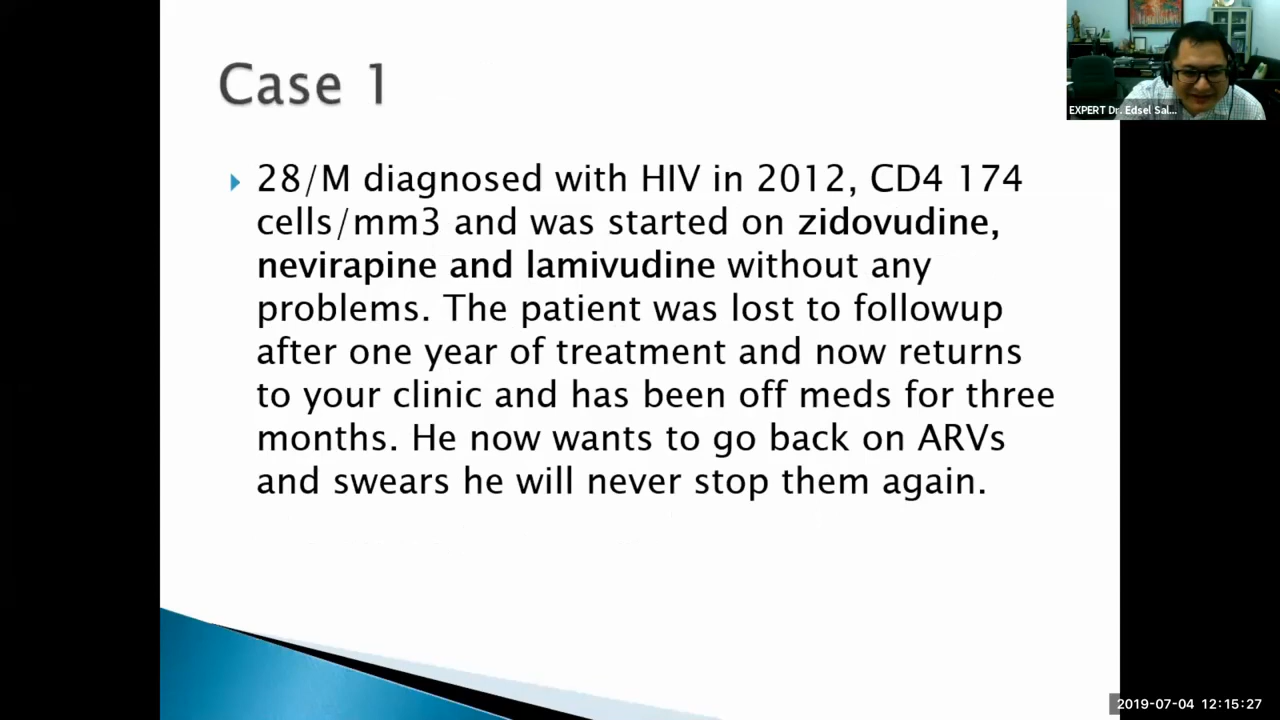 Case 1
28/M diagnosed with HIV in 2012, CD4 174
cells/mm3 and was started on zidovudine,
nevirapine and lamivudine without any
problems. The patient was lost to followup
after one year of treatment and now returns
to your clinic and has been off meds for three
months. He now wants to go back on ARVs
and swears he will never stop them again.
EXPERT Dr. Edsel Sal...
2019-07-04 12:15:27